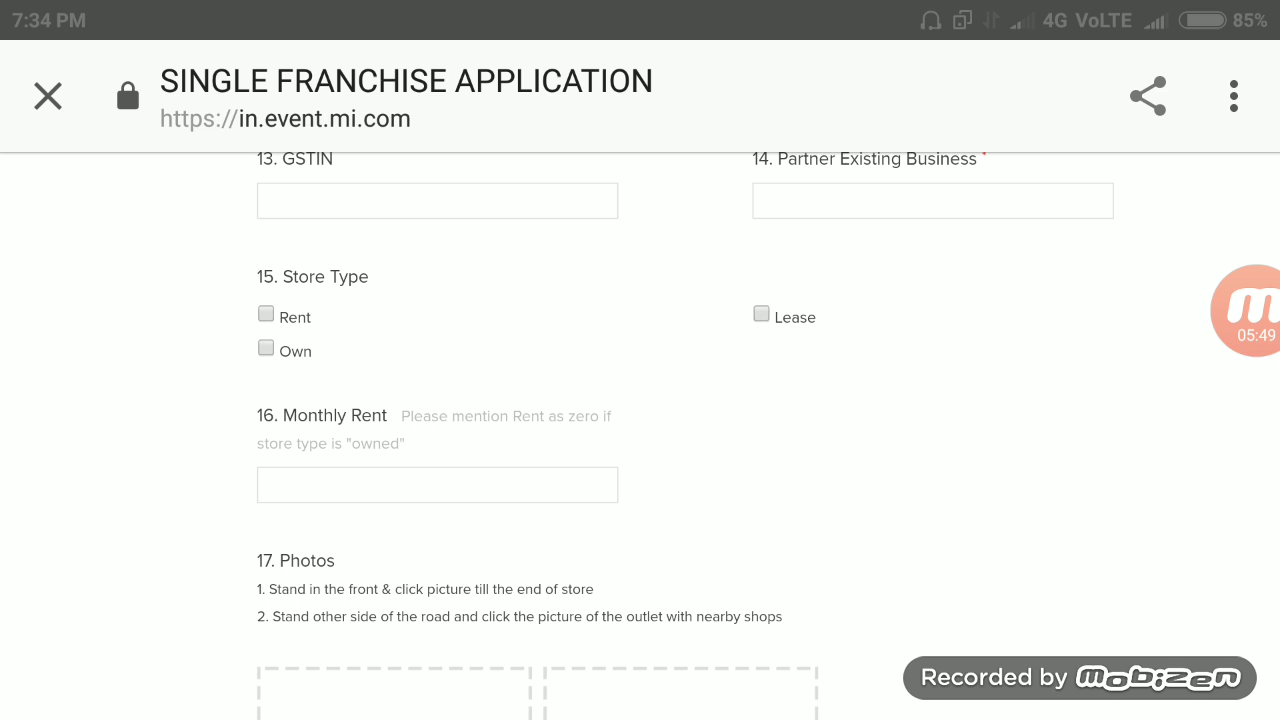 7:34 PM
4G VoLTE
85%
SINGLE FRANCHISE APPLICATION
https://in.event.mi.com
13. GSTIN
14. Partner Existing Business *
15. Store Type
Rent
Lease
Own
16. Monthly Rent Please mention Rent as zero if
store type is "owned"
05:49
17. Photos
1. Stand in the front & click picture till the end of store
2. Stand other side of the road and click the picture of the outlet with nearby shops
Recorded by mobizen